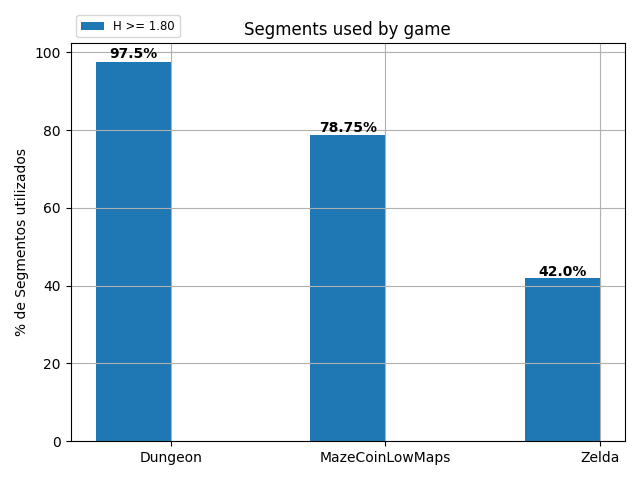 H >= 1.80
Segments used by game
% de Segmentos utilizados
100
80
60
40
20
0
97.5%
78.75%
42.0%
Dungeon
MazeCoinLowMaps
Zelda